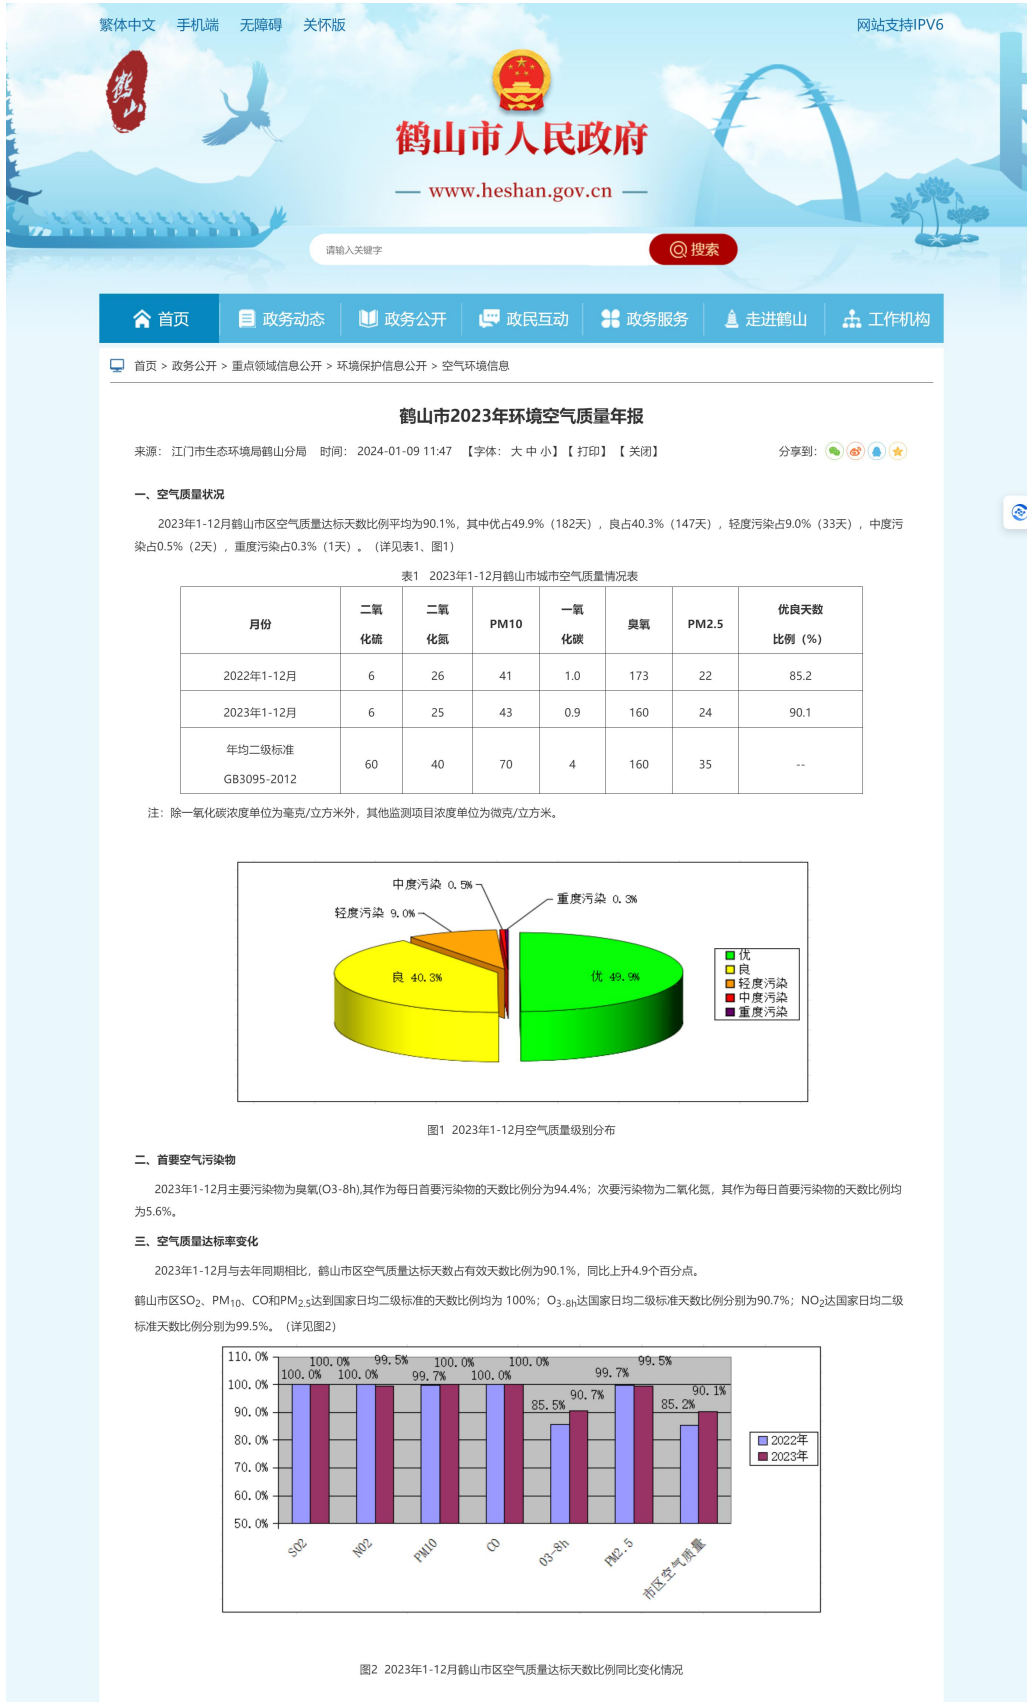 繁体中文 手机端 无障碍 关怀版 网站支持IPV6
鹤山
鹤山市人民政府
— www.heshan.gov.cn —
请输入关键字 搜索
首页 政务动态 政务公开 政民互动 政务服务 走进鹤山 工作机构
首页 > 政务公开 > 重点领域信息公开 > 环境保护信息公开 > 空气环境信息
鹤山市2023年环境空气质量年报
来源： 江门市生态环境局鹤山分局 时间： 2024-01-09 11:47 【字体： 大 中 小】【 打印】 【 关闭】 分享到：
一、空气质量状况
2023年1-12月鹤山市区空气质量达标天数比例平均为90.1%，其中优占49.9%（182天），良占40.3%（147天），轻度污染占9.0%（33天），中度污
染占0.5%（2天），重度污染占0.3%（1天）。（详见表1、图1）
表1 2023年1-12月鹤山市城市空气质量情况表
月份 二氧化硫 二氧化氮 PM10 一氧化碳 臭氧 PM2.5 优良天数比例（%）
2022年1-12月 6 26 41 1.0 173 22 85.2
2023年1-12月 6 25 43 0.9 160 24 90.1
年均二级标准
GB3095-2012 60 40 70 4 160 35 --
注：除一氧化碳浓度单位为毫克/立方米外，其他监测项目浓度单位为微克/立方米。
中度污染 0.5%
重度污染 0.3%
轻度污染 9.0%
良 40.3%
优 49.9%
优
良
轻度污染
中度污染
重度污染
图1 2023年1-12月空气质量级别分布
二、首要空气污染物
2023年1-12月主要污染物为臭氧(O3-8h),其作为每日首要污染物的天数比例分为94.4%；次要污染物为二氧化氮，其作为每日首要污染物的天数比例均
为5.6%。
三、空气质量达标率变化
2023年1-12月与去年同期相比，鹤山市区空气质量达标天数占有效天数比例为90.1%，同比上升4.9个百分点。
鹤山市区SO2、PM10、CO和PM2.5达到国家日均二级标准的天数比例均为 100%；O3-8h达国家日均二级标准天数比例分别为90.7%；NO2达国家日均二级
标准天数比例分别为99.5%。（详见图2）
110.0%
100.0%
90.0%
80.0%
70.0%
60.0%
50.0%
100.0% 100.0% 100.0% 99.5% 99.7% 100.0% 100.0% 100.0% 85.5% 90.7% 99.7% 99.5% 85.2% 90.1%
SO2 NO2 PM10 CO O3-8h PM2.5 市区空气质量
2022年
2023年
图2 2023年1-12月鹤山市区空气质量达标天数比例同比变化情况